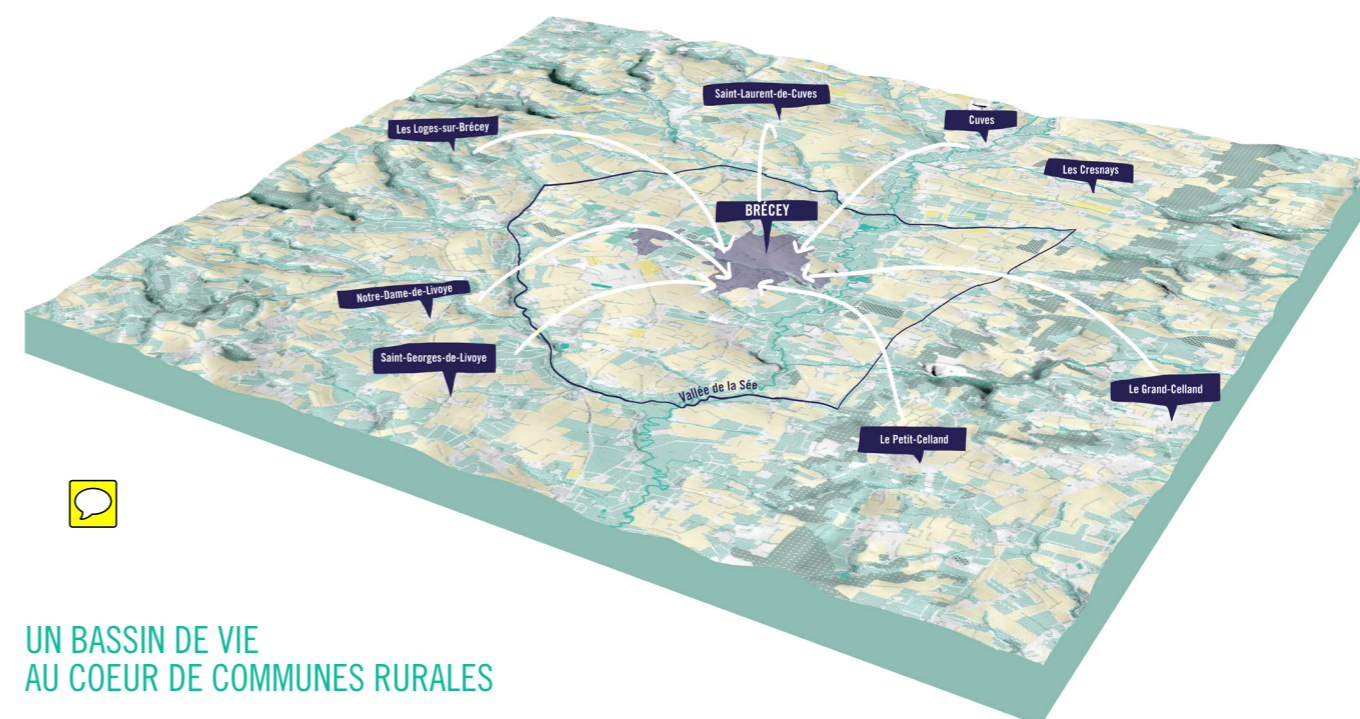 Saint-Laurent-de-Cuves
Les Loges-sur-Brécey
Cuves
Les Cresnays
BRÉCEY
Notre-Dame-de-Livoye
Saint-Georges-de-Livoye
Vallée de la Sée
Le Grand-Celland
Le Petit-Celland
UN BASSIN DE VIE
AU COEUR DE COMMUNES RURALES